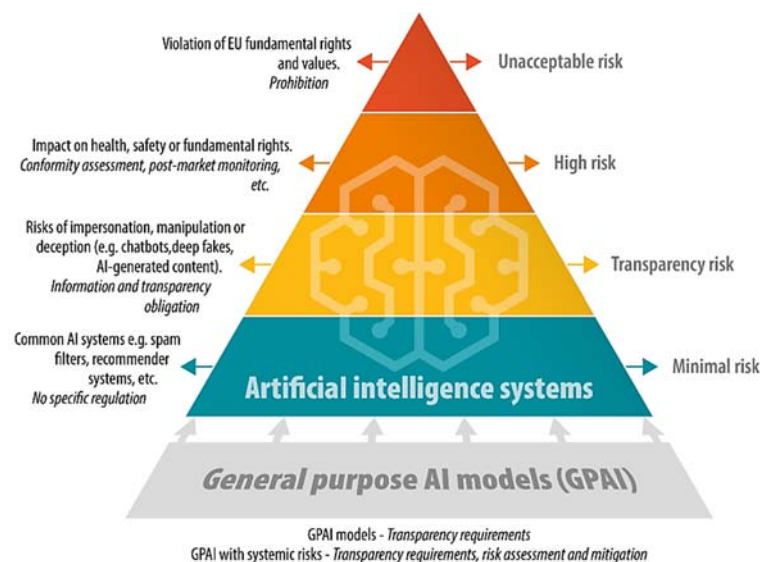 Violation of EU fundamental rights
and values.
Prohibition
Unacceptable risk
Impact on health, safety or fundamental rights.
Conformity assessment, post-market monitoring,
etc.
High risk
Risks of impersonation, manipulation or
deception (e.g. chatbots,deep fakes,
AI-generated content).
Information and transparency
obligation
Transparency risk
Common AI systems e.g. spam
filters, recommender
systems, etc.
No specific regulation
Minimal risk
Artificial intelligence systems
General purpose AI models (GPAI)
GPAI models - Transparency requirements
GPAI with systemic risks - Transparency requirements, risk assessment and mitigation